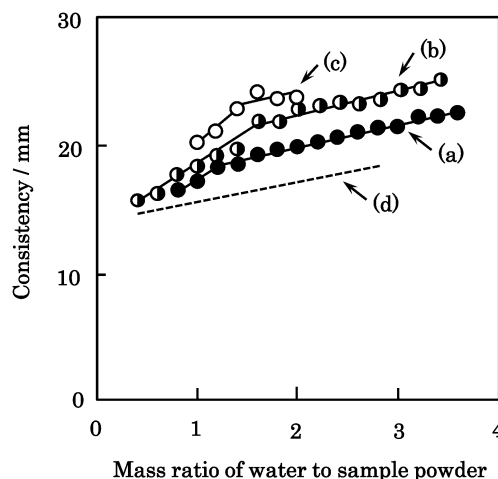 30
(c)
(b)
20
(a)
(d)
10
0
0 1 2 3 4
Consistency / mm
Mass ratio of water to sample powder